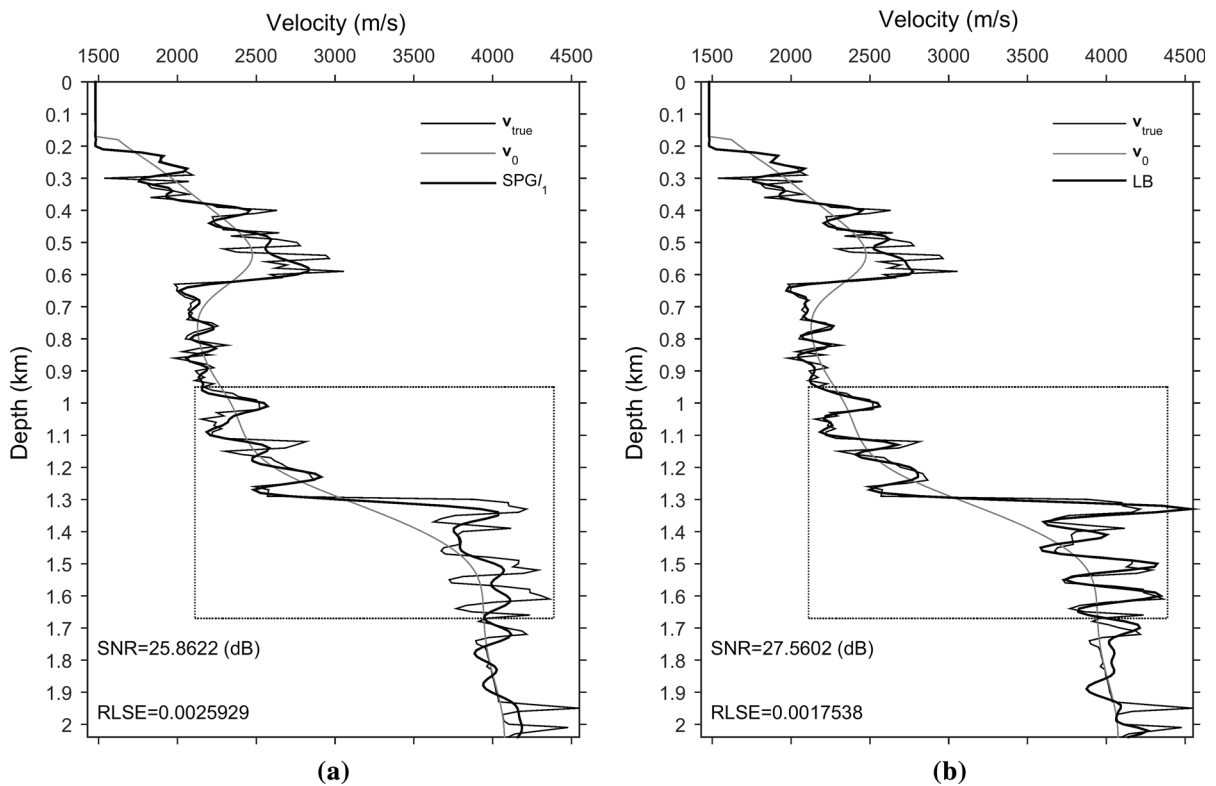 Velocity (m/s)
1500 2000 2500 3000 3500 4000 4500
Depth (km)
0
0.1
0.2
0.3
0.4
0.5
0.6
0.7
0.8
0.9
1
1.1
1.2
1.3
1.4
1.5
1.6
1.7
1.8
1.9
2
v true
v 0
SPGl1
SNR=25.8622 (dB)
RLSE=0.0025929
(a)
Velocity (m/s)
1500 2000 2500 3000 3500 4000 4500
Depth (km)
0
0.1
0.2
0.3
0.4
0.5
0.6
0.7
0.8
0.9
1
1.1
1.2
1.3
1.4
1.5
1.6
1.7
1.8
1.9
2
v true
v 0
LB
SNR=27.5602 (dB)
RLSE=0.0017538
(b)